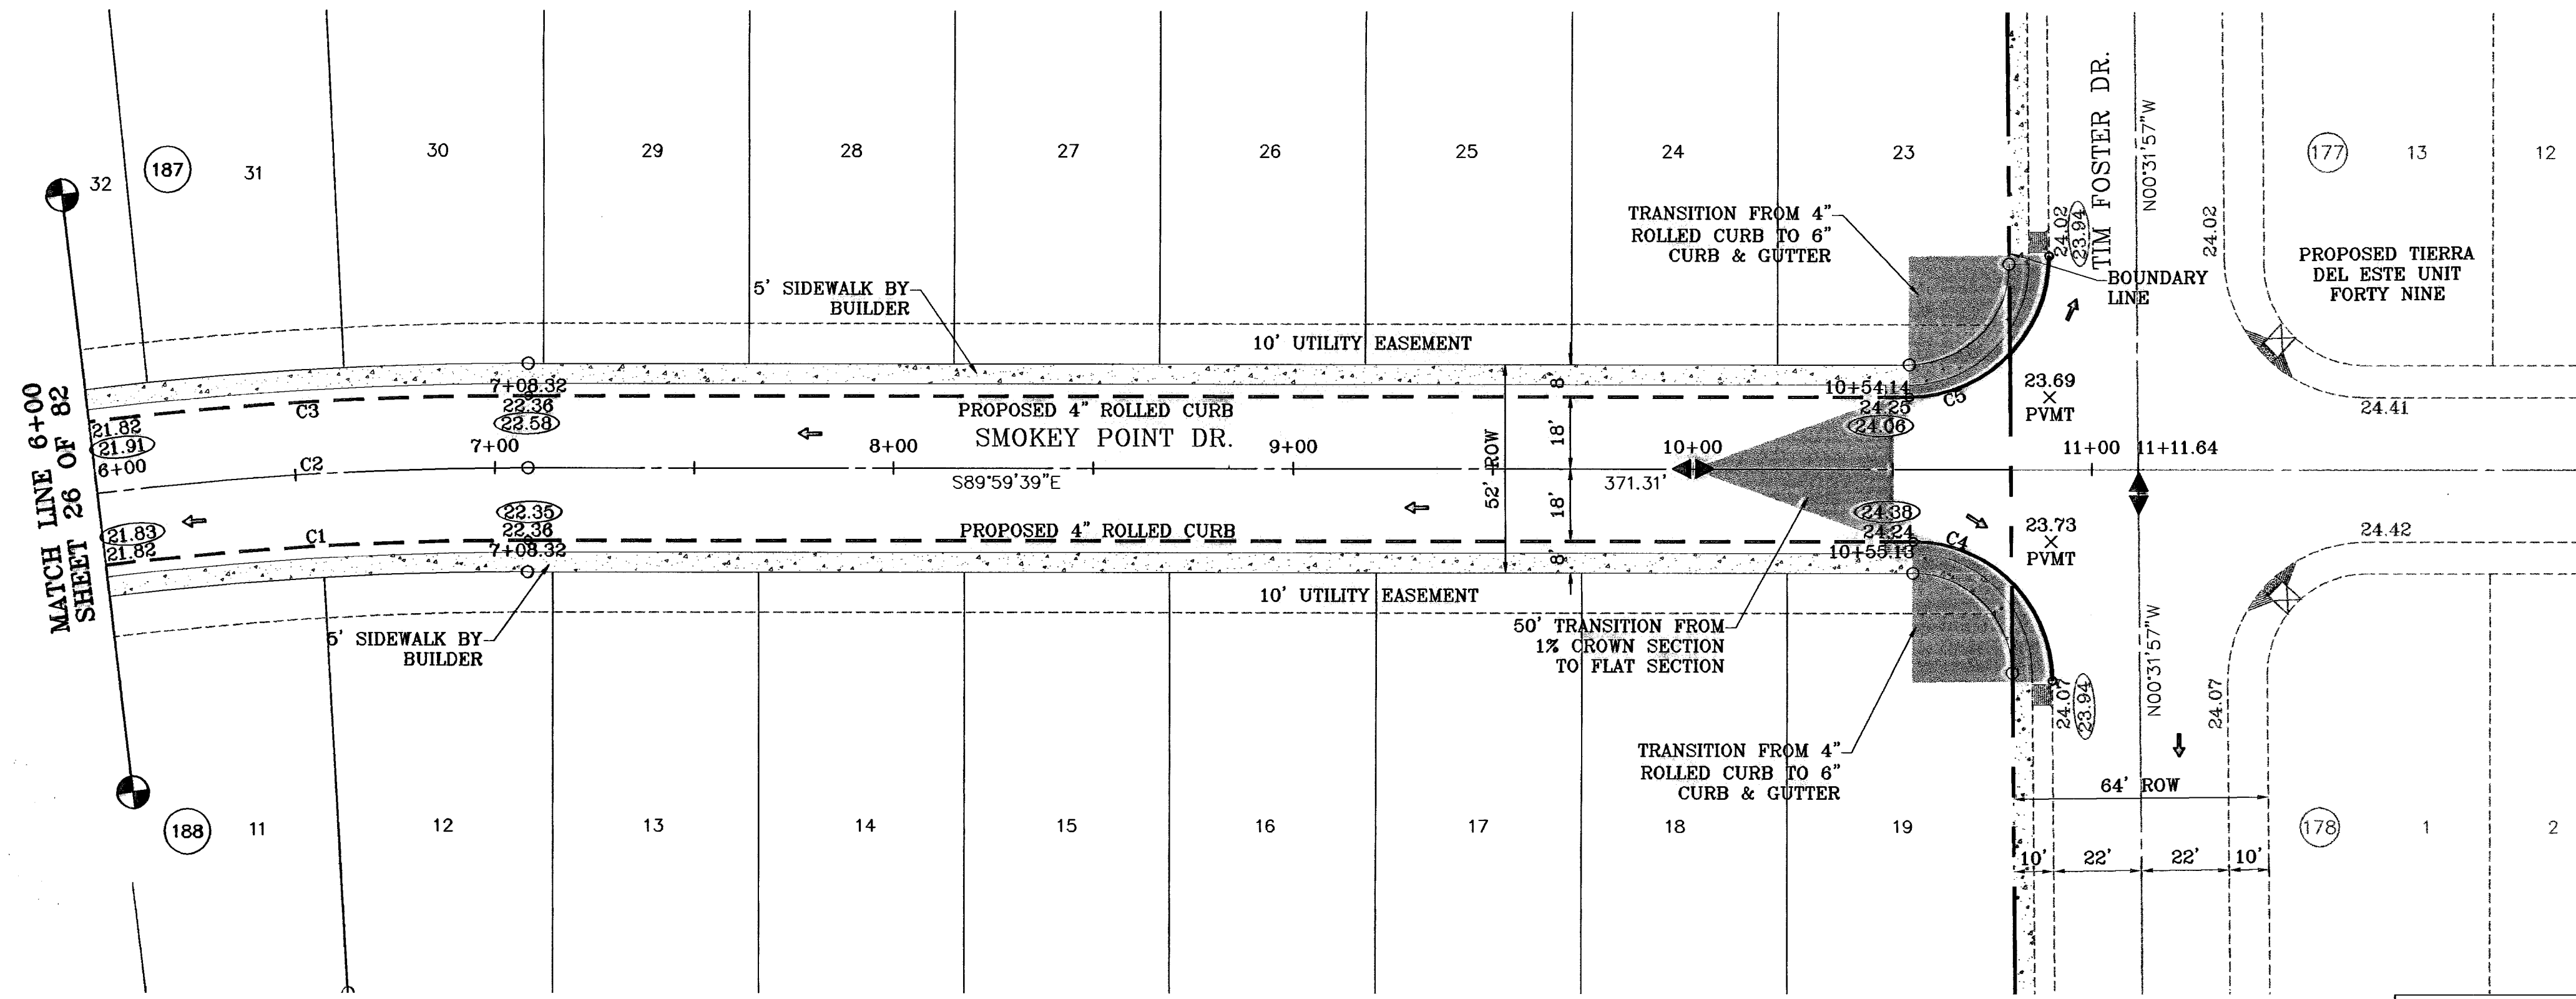 MATCH LINE 6+00
SHEET 26 OF 82
32
187
31
30
29
28
27
26
25
24
23
TIM FOSTER DR.
N00°31'57"W
177
13
12
TRANSITION FROM 4"
ROLLED CURB TO 6"
CURB & GUTTER
24.02
23.94
24.02
BOUNDARY
LINE
PROPOSED TIERRA
DEL ESTE UNIT
FORTY NINE
5' SIDEWALK BY
BUILDER
10' UTILITY EASEMENT
7+08.32
22.36
22.58
C3
21.82
21.91
6+00
C2
7+00
PROPOSED 4" ROLLED CURB
SMOKEY POINT DR.
8+00
9+00
52' ROW
8'
18'
18'
8'
10+00
10+54.14
24.25
24.06
C5
23.69
PVMT
24.41
11+00
11+11.64
S89°59'39"E
371.31'
21.83
21.82
C1
22.35
22.36
7+08.32
PROPOSED 4" ROLLED CURB
24.38
24.24
10+55.13
C4
23.73
PVMT
24.42
10' UTILITY EASEMENT
5' SIDEWALK BY
BUILDER
50' TRANSITION FROM
1% CROWN SECTION
TO FLAT SECTION
24.07
23.94
N00°31'57"W
24.07
TRANSITION FROM 4"
ROLLED CURB TO 6"
CURB & GUTTER
64' ROW
188
11
12
13
14
15
16
17
18
19
10'
22'
22'
10'
178
1
2